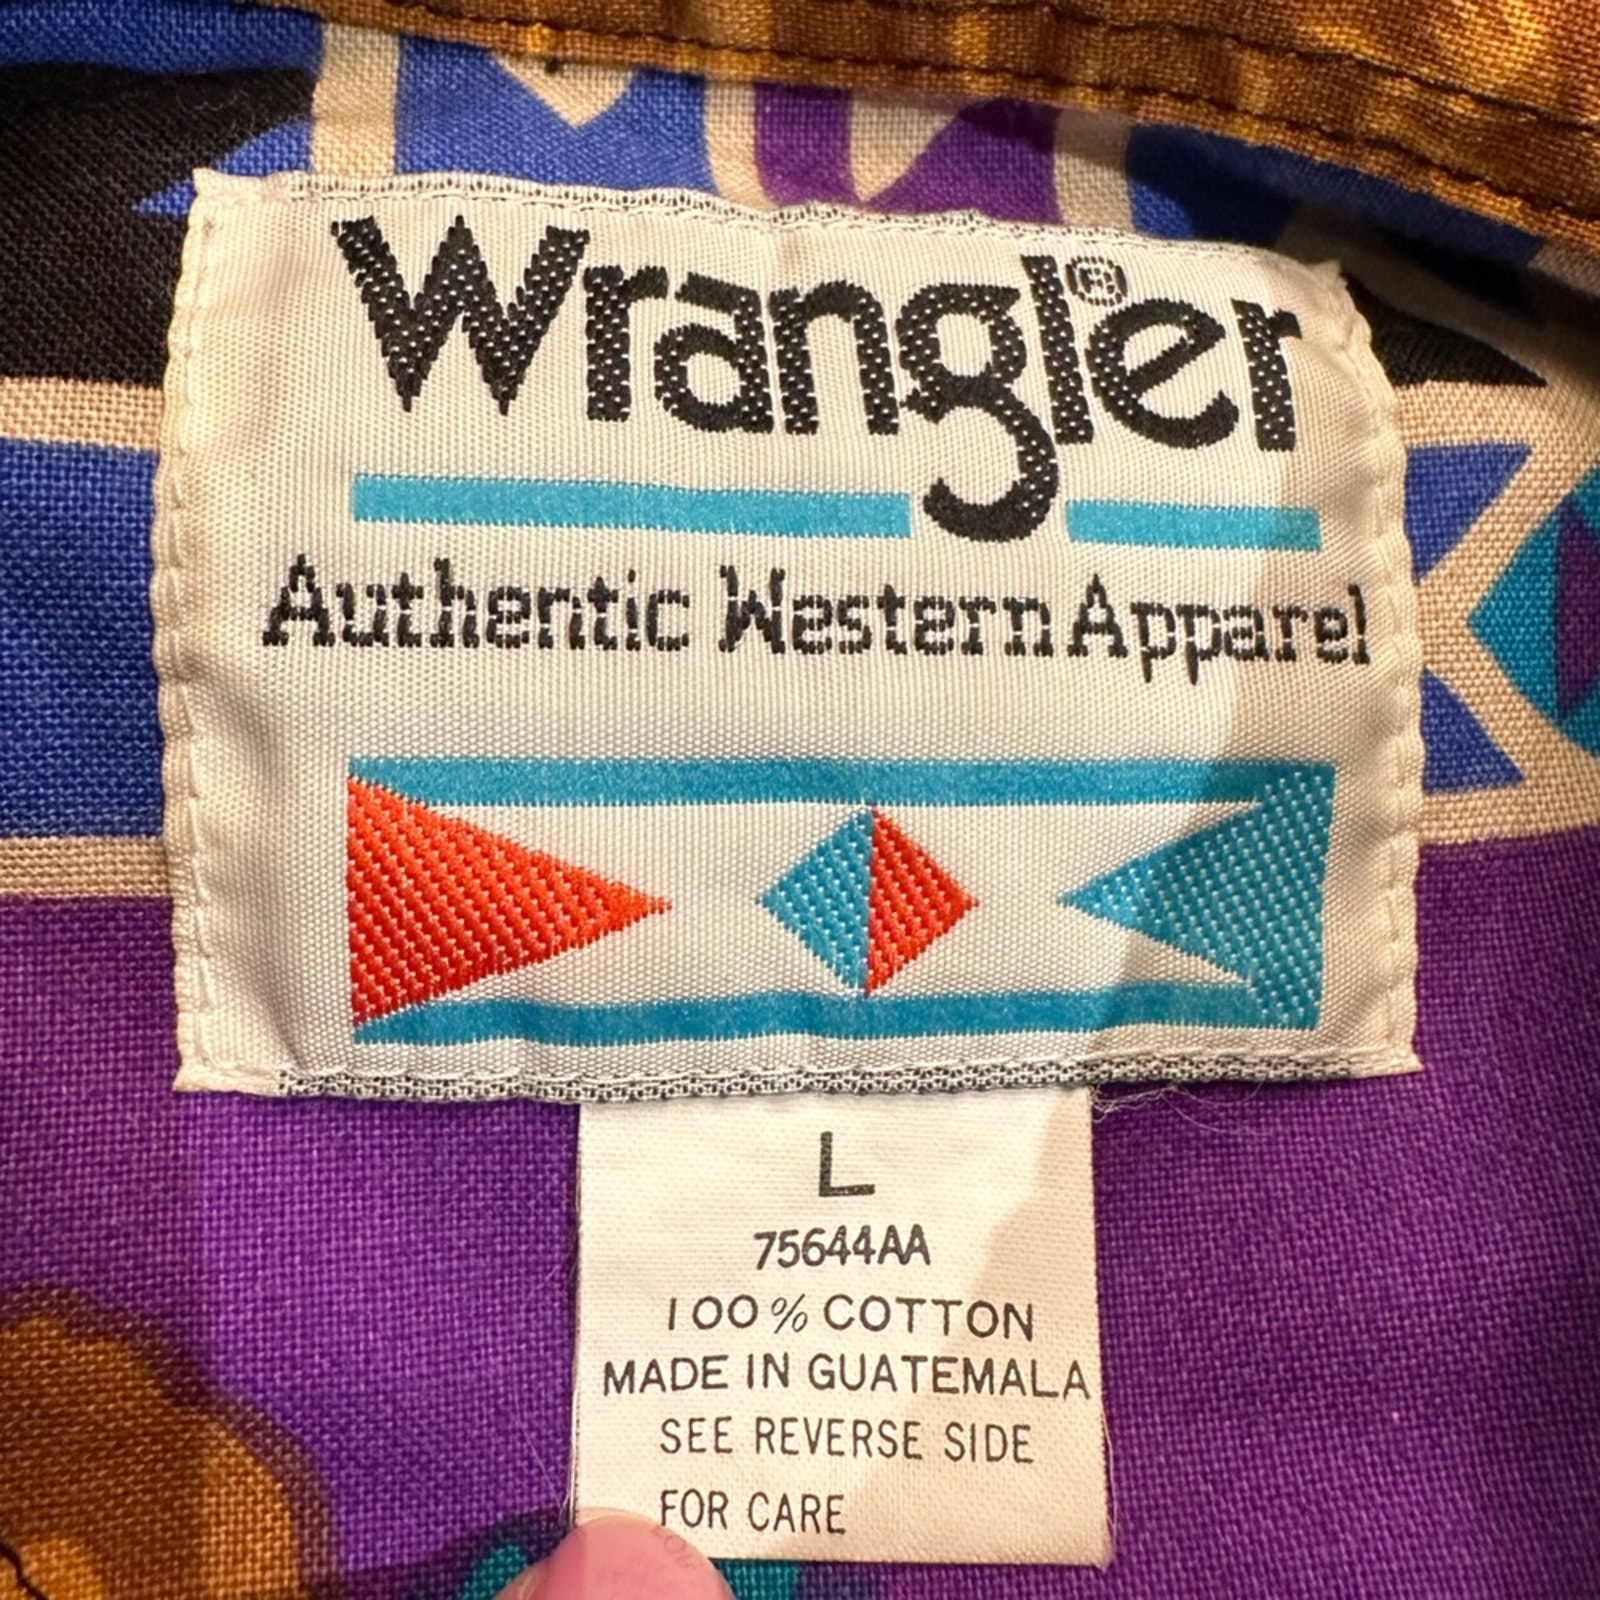 Wrangler®
Authentic Western Apparel
L
75644AA
100% COTTON
MADE IN GUATEMALA
SEE REVERSE SIDE
FOR CARE